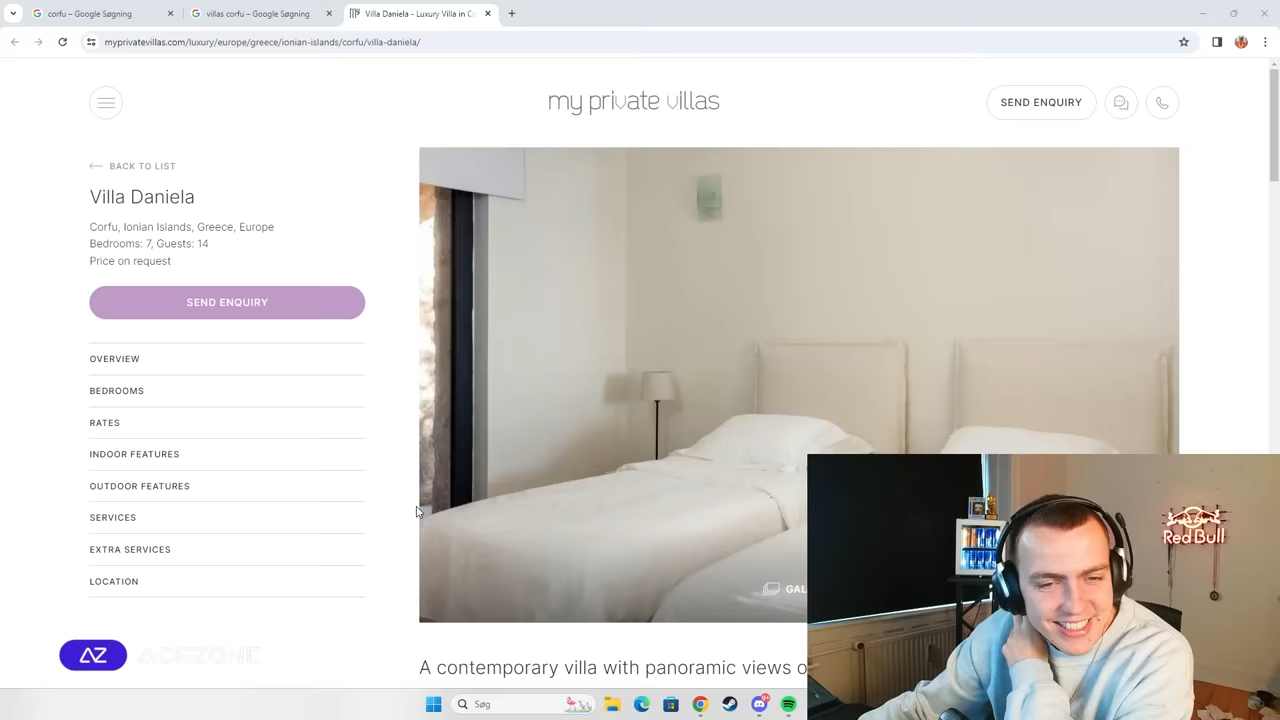 corfu – Google Søgning
villas corfu – Google Søgning
Villa Daniela - Luxury Villa in C
myprivatevillas.com/luxury/europe/greece/ionian-islands/corfu/villa-daniela/
my private villas
SEND ENQUIRY
BACK TO LIST
Villa Daniela
Corfu, Ionian Islands, Greece, Europe
Bedrooms: 7, Guests: 14
Price on request
SEND ENQUIRY
OVERVIEW
BEDROOMS
RATES
INDOOR FEATURES
OUTDOOR FEATURES
SERVICES
EXTRA SERVICES
LOCATION
GAL
Red Bull
AZ ACEZONE
A contemporary villa with panoramic views o
Søg